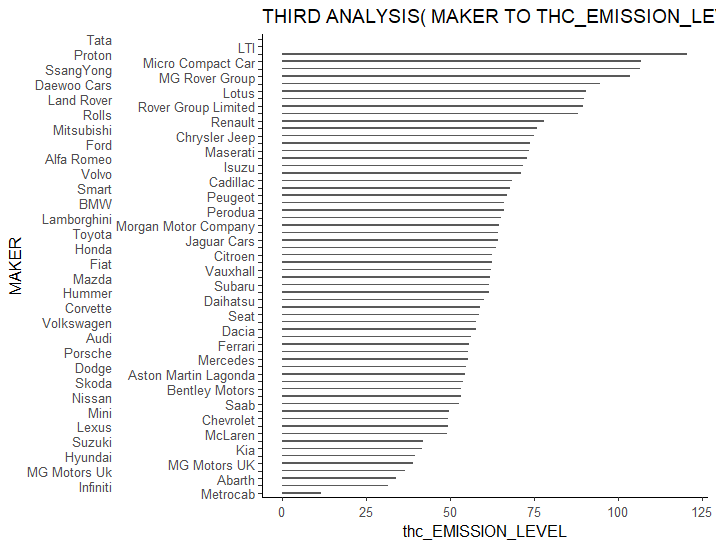 THIRD ANALYSIS( MAKER TO THC_EMISSION_LE
Tata
LTI
Proton
Micro Compact Car
SsangYong
MG Rover Group
Daewoo Cars
Lotus
Land Rover
Rover Group Limited
Rolls
Renault
Mitsubishi
Chrysler Jeep
Ford
Maserati
Alfa Romeo
Isuzu
Volvo
Cadillac
Smart
Peugeot
BMW
Perodua
Lamborghini
Morgan Motor Company
Toyota
Jaguar Cars
Honda
Citroen
Fiat
Vauxhall
Mazda
Subaru
Hummer
Daihatsu
Corvette
Seat
Volkswagen
Dacia
Audi
Ferrari
Porsche
Mercedes
Dodge
Aston Martin Lagonda
Skoda
Bentley Motors
Nissan
Saab
Mini
Chevrolet
Lexus
McLaren
Suzuki
Kia
Hyundai
MG Motors UK
MG Motors Uk
Abarth
Infiniti
Metrocab
MAKER
0 25 50 75 100 125
thc_EMISSION_LEVEL